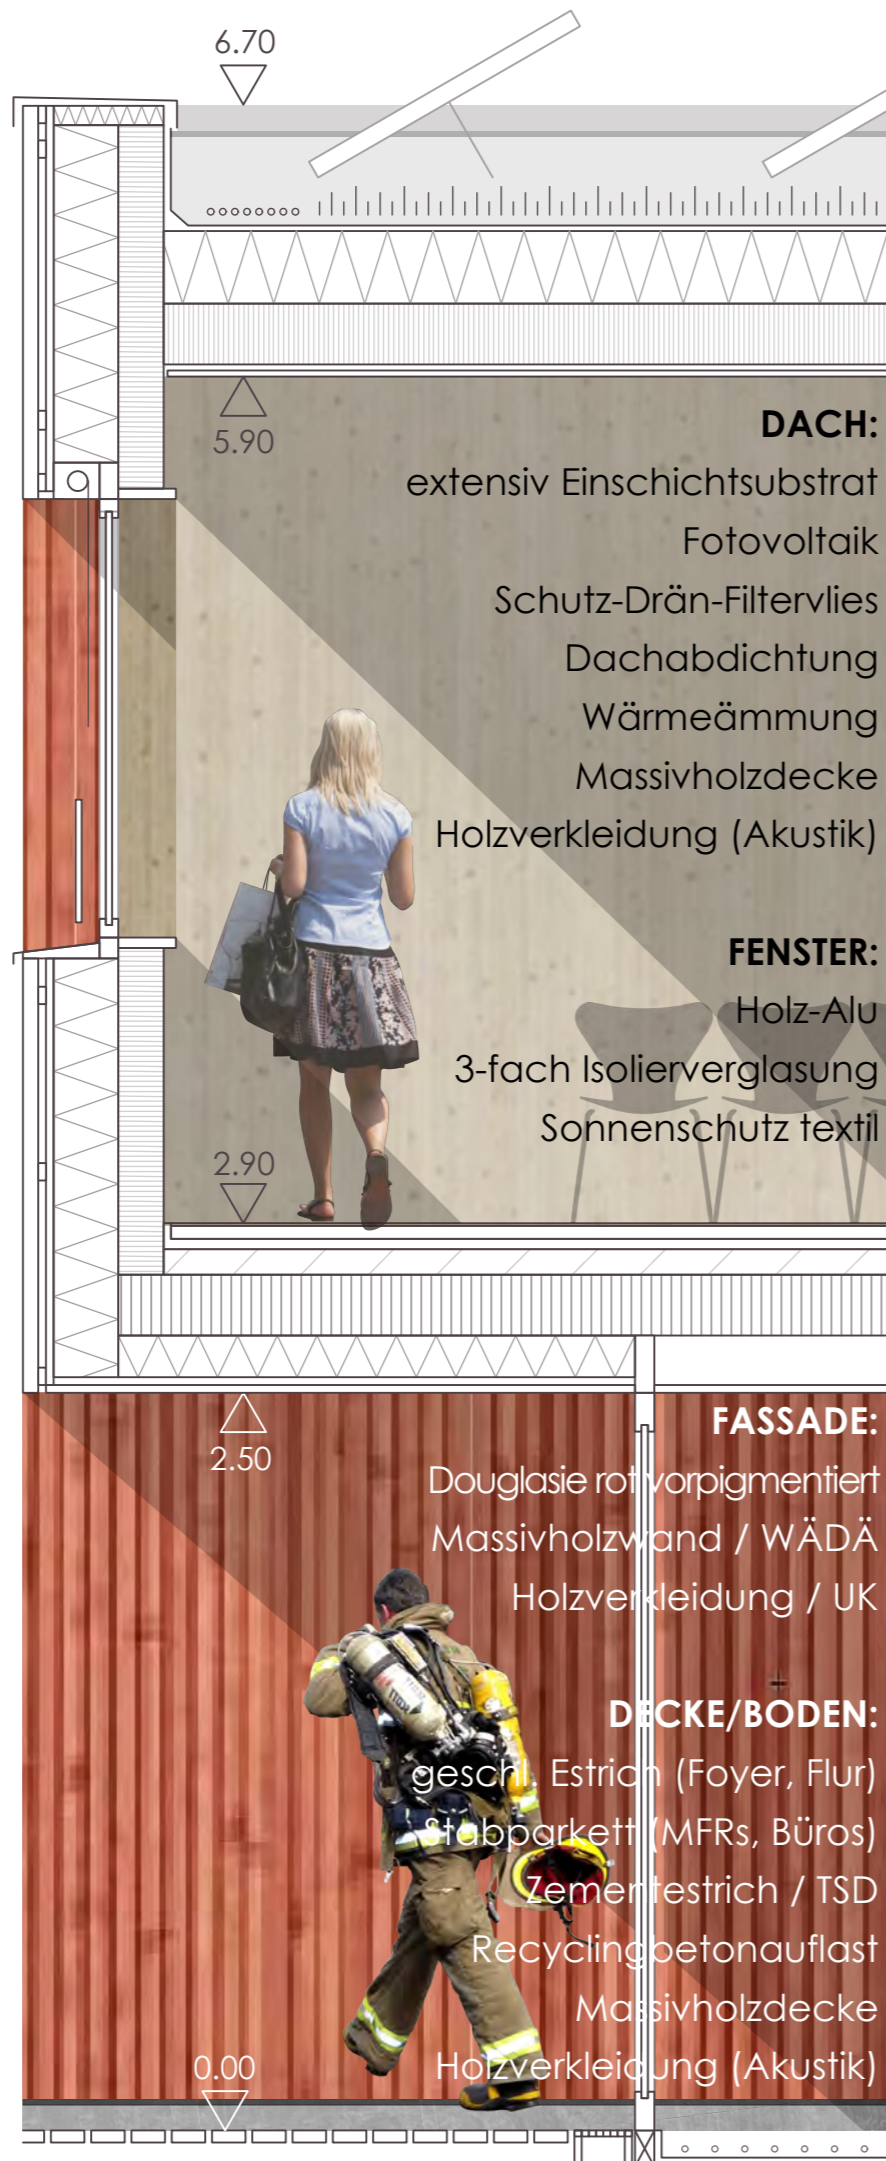 6.70
5.90
DACH:
extensiv Einschichtsubstrat
Fotovoltaik
Schutz-Drän-Filtervlies
Dachabdichtung
Wärmeämmung
Massivholzdecke
Holzverkleidung (Akustik)
FENSTER:
Holz-Alu
3-fach Isolierverglasung
Sonnenschutz textil
2.90
2.50
FASSADE:
Douglasie rot vorpigmentiert
Massivholzwand / WÄDÄ
Holzverkleidung / UK
DECKE/BODEN:
geschl. Estrich (Foyer, Flur)
Stabparkett (MFRs, Büros)
Zementestrich / TSD
Recyclingbetonauflast
Massivholzdecke
Holzverkleidung (Akustik)
0.00